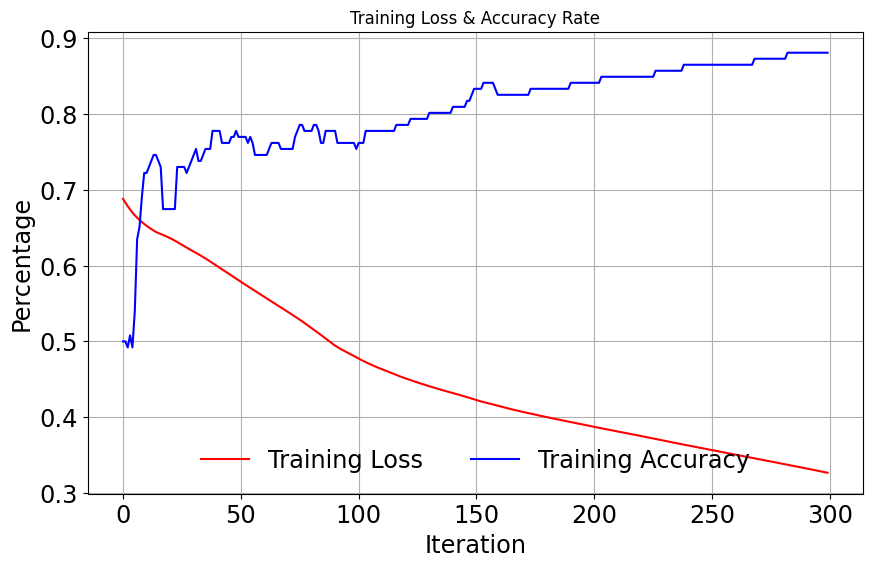 Training Loss & Accuracy Rate
Percentage
0.9
0.8
0.7
0.6
0.5
0.4
0.3
Training Loss Training Accuracy
0 50 100 150 200 250 300
Iteration